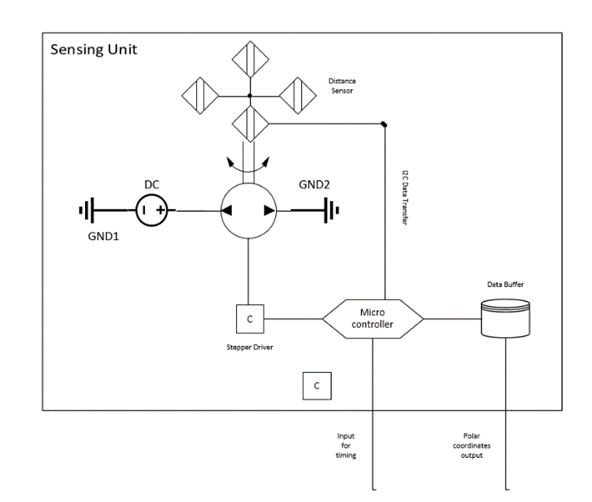 Sensing Unit
Distance
Sensor
DC
GND2
GND1
I2C Data Transfer
Data Buffer
Micro
controller
C
Stepper Driver
C
Input
for
timing
Polar
coordinates
output